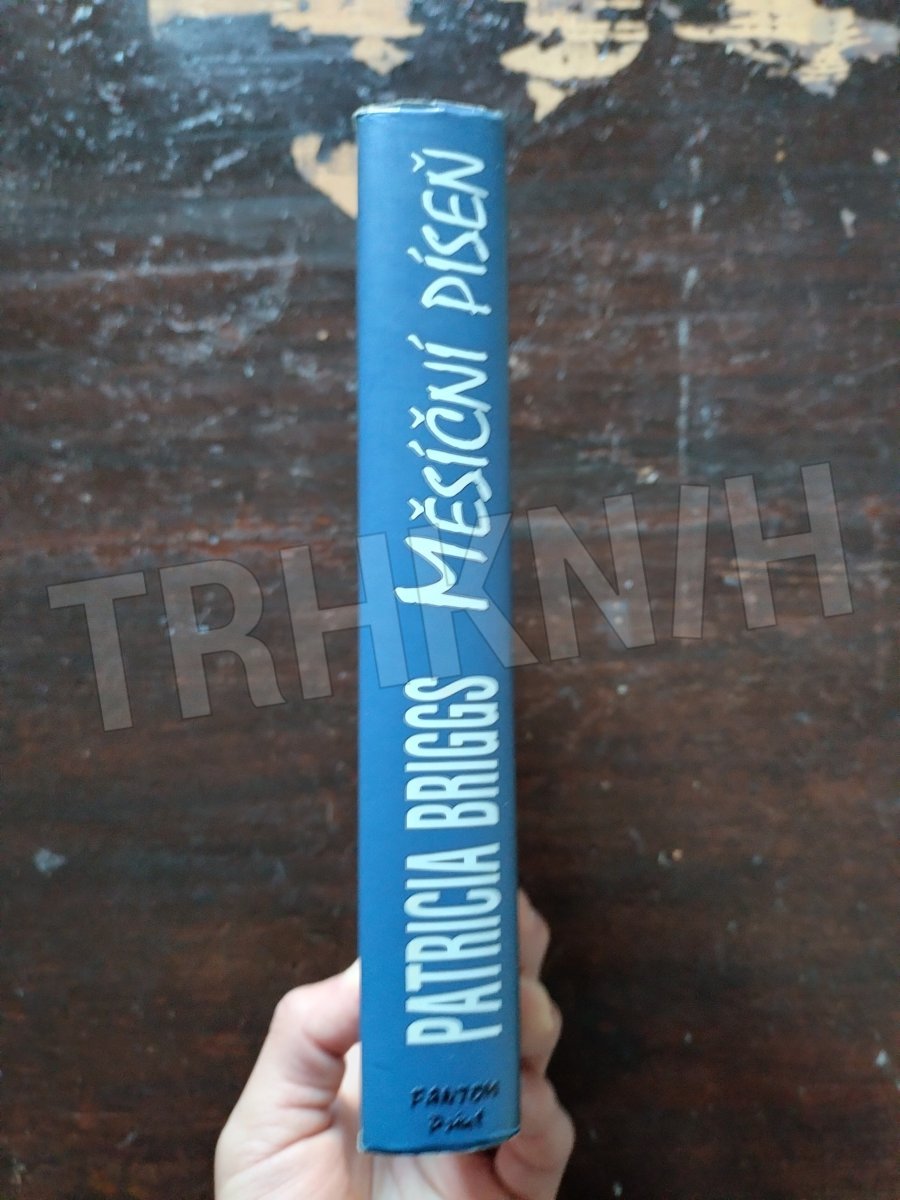 PATRICIA BRIGGS MĚSÍČNÍ PÍSEŇ
FANTOM
Print
TRHKNIH